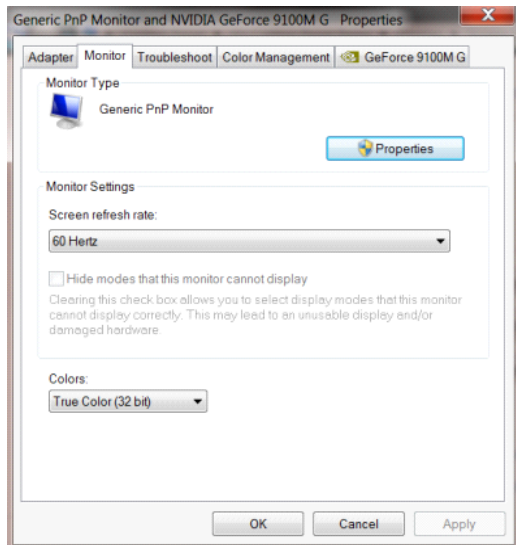 Generic PnP Monitor and NVIDIA GeForce 9100M G Properties
X
Adapter Monitor Troubleshoot Color Management GeForce 9100M G
Monitor Type
Generic PnP Monitor
Properties
Monitor Settings
Screen refresh rate:
60 Hertz
Hide modes that this monitor cannot display
Clearing this check box allows you to select display modes that this monitor
cannot display correctly. This may lead to an unusable display and/or
damaged hardware.
Colors:
True Color (32 bit)
OK Cancel Apply